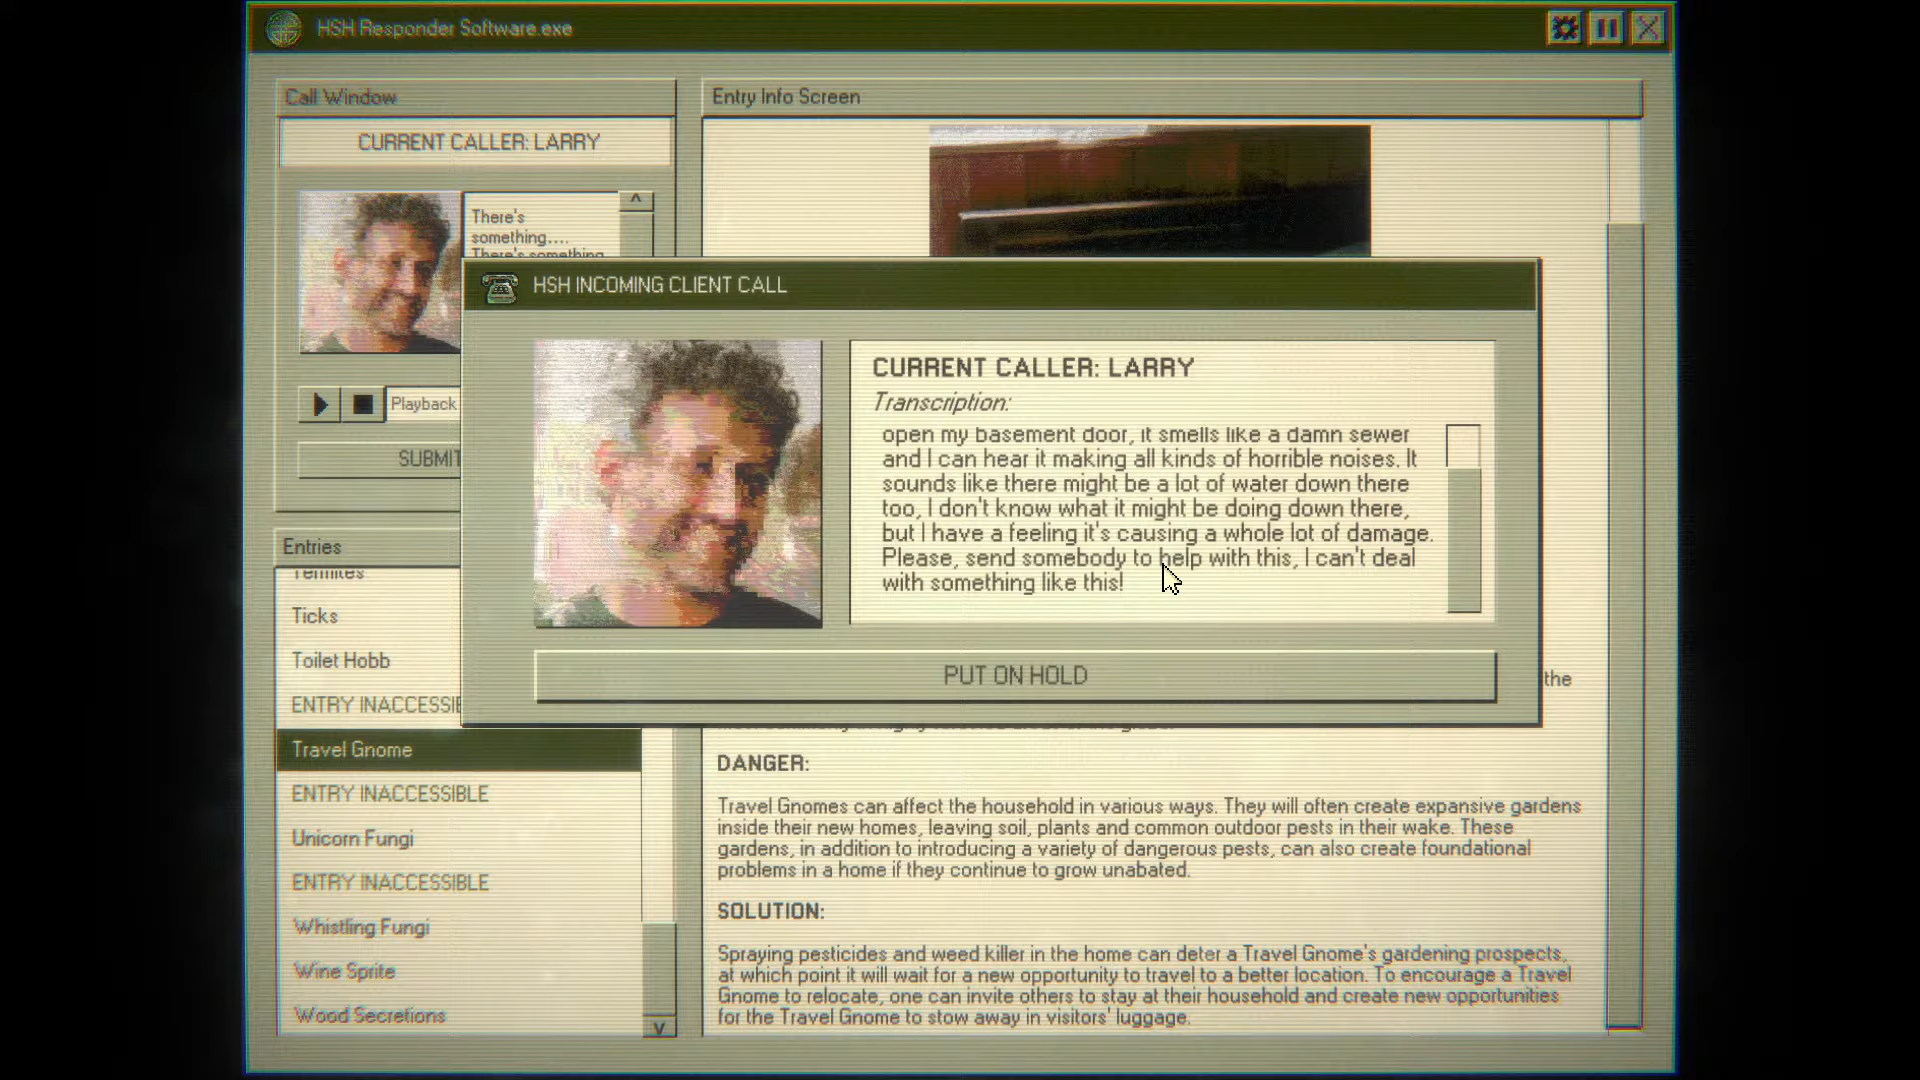 HSH Responder Software.exe
Call Window
CURRENT CALLER: LARRY
There's
something....
There's something
Playback
SUBMIT
Entries
Termites
Ticks
Toilet Hobb
ENTRY INACCESSIB
Travel Gnome
ENTRY INACCESSIBLE
Unicorn Fungi
ENTRY INACCESSIBLE
Whistling Fungi
Wine Sprite
Wood Secretions
Entry Info Screen
HSH INCOMING CLIENT CALL
CURRENT CALLER: LARRY
Transcription:
open my basement door, it smells like a damn sewer
and I can hear it making all kinds of horrible noises. It
sounds like there might be a lot of water down there
too, I don't know what it might be doing down there,
but I have a feeling it's causing a whole lot of damage.
Please, send somebody to help with this, I can't deal
with something like this!
PUT ON HOLD
the
DANGER:
Travel Gnomes can affect the household in various ways. They will often create expansive gardens
inside their new homes, leaving soil, plants and common outdoor pests in their wake. These
gardens, in addition to introducing a variety of dangerous pests, can also create foundational
problems in a home if they continue to grow unabated.
SOLUTION:
Spraying pesticides and weed killer in the home can deter a Travel Gnome's gardening prospects,
at which point it will wait for a new opportunity to travel to a better location. To encourage a Travel
Gnome to relocate, one can invite others to stay at their household and create new opportunities
for the Travel Gnome to stow away in visitors' luggage.